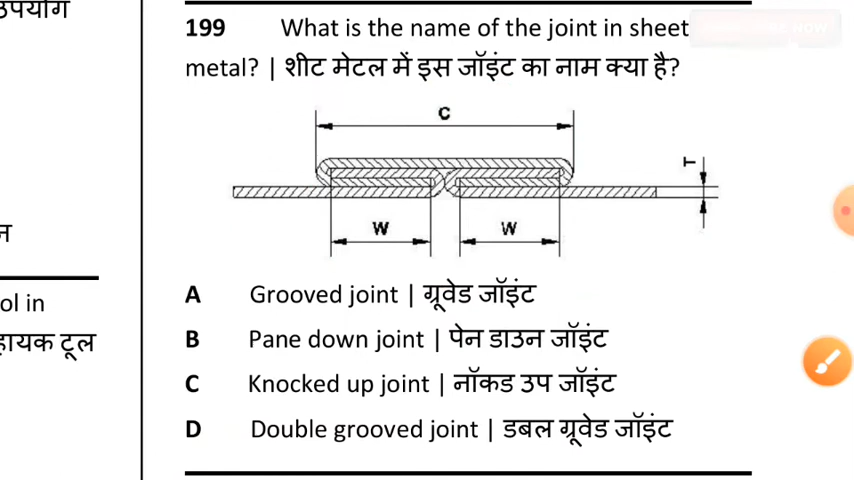 उपयोग
न
ol in
हायक टूल
199 What is the name of the joint in sheet
metal? | शीट मेटल में इस जॉइंट का नाम क्या है?
C
T
W W
A Grooved joint | ग्रूवेड जॉइंट
B Pane down joint | पेन डाउन जॉइंट
C Knocked up joint | नॉकड उप जॉइंट
D Double grooved joint | डबल ग्रूवेड जॉइंट